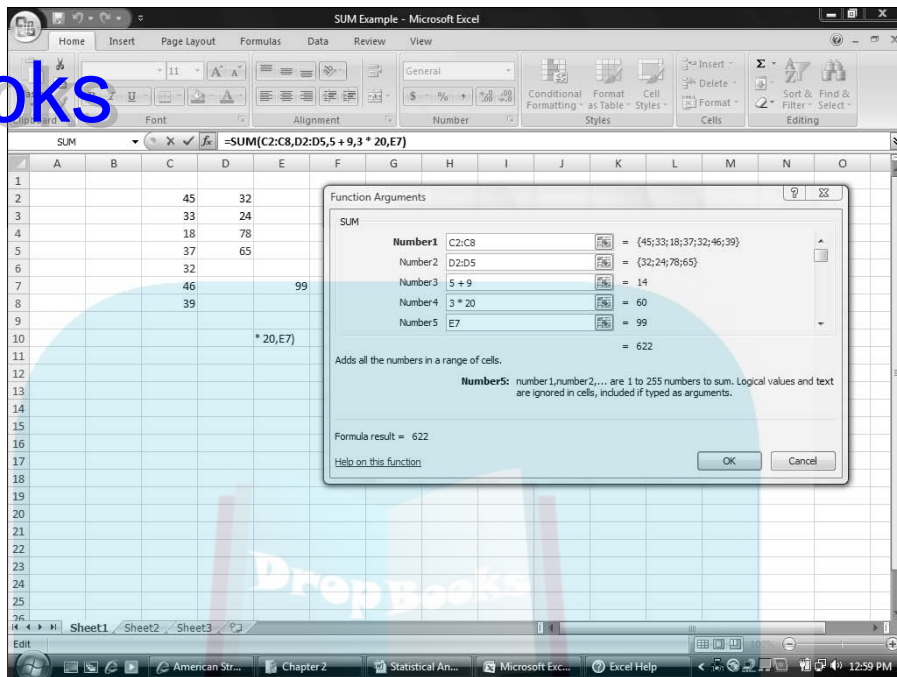 SUM Example - Microsoft Excel
Home Insert Page Layout Formulas Data Review View
oks
11
General
Conditional Formatting
Format as Table
Cell Styles
Insert
Delete
Format
Sort & Filter
Find & Select
Font Alignment Number Styles Cells Editing
SUM =SUM(C2:C8,D2:D5,5 + 9,3 * 20,E7)
A B C D E F G H I J K L M N O
1
2 45 32
3 33 24
4 18 78
5 37 65
6 32
7 46 99
8 39
9
10 * 20,E7)
11
12
13
14
15
16
17
18
19
20
21
22
23
24
25
26
Function Arguments
SUM
Number1 C2:C8 = {45;33;18;37;32;46;39}
Number2 D2:D5 = {32;24;78;65}
Number3 5 + 9 = 14
Number4 3 * 20 = 60
Number5 E7 = 99
= 622
Adds all the numbers in a range of cells.
Number5: number1,number2,... are 1 to 255 numbers to sum. Logical values and text
are ignored in cells, included if typed as arguments.
Formula result = 622
Help on this function OK Cancel
DropBooks
Sheet1 Sheet2 Sheet3
Edit 100%
American Str... Chapter 2 Statistical An... Microsoft Exc... Excel Help 12:59 PM